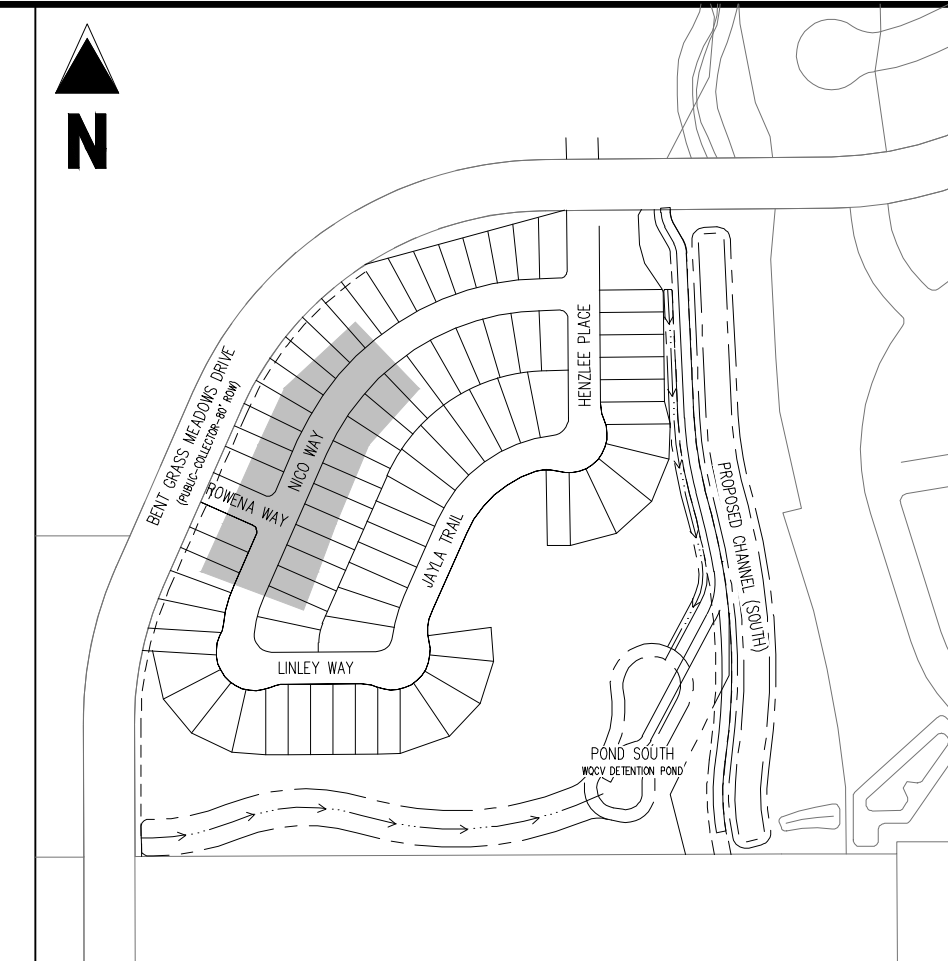 N
BENT GRASS MEADOWS DRIVE
(PUBLIC-COLLECTOR-80' ROW)
HENZLEE PLACE
NICO WAY
ROWENA WAY
JAYLA TRAIL
PROPOSED CHANNEL (SOUTH)
LINLEY WAY
POND SOUTH
WQCV DETENTION POND